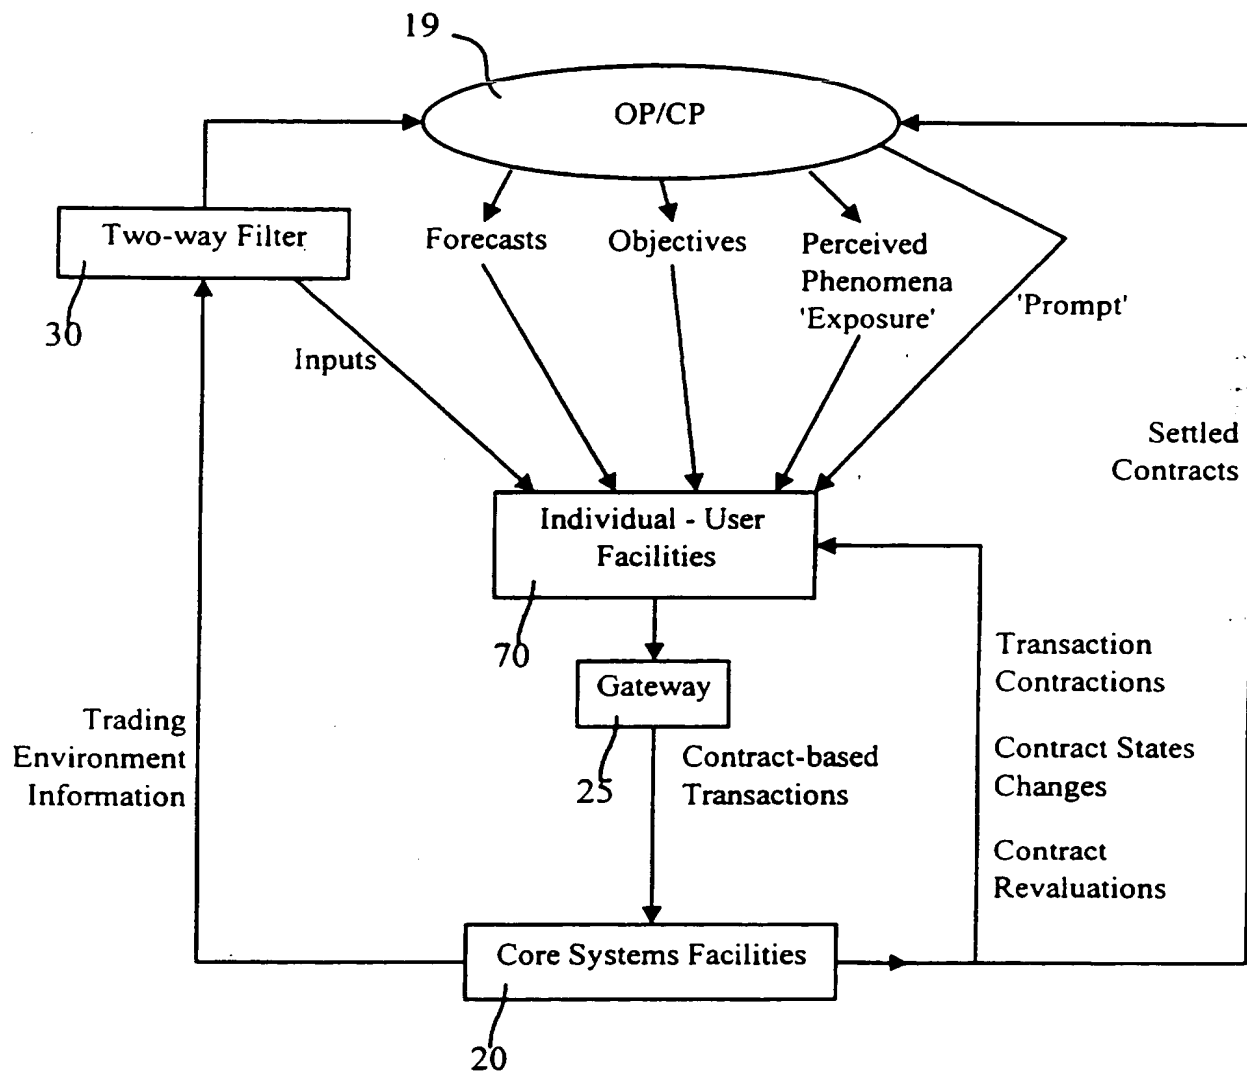 19
OP/CP
Two-way Filter
30
Forecasts
Objectives
Perceived
Phenomena
'Exposure'
'Prompt'
Inputs
Settled
Contracts
Individual - User
Facilities
70
Gateway
25
Trading
Environment
Information
Contract-based
Transactions
Transaction
Contractions
Contract States
Changes
Contract
Revaluations
Core Systems Facilities
20